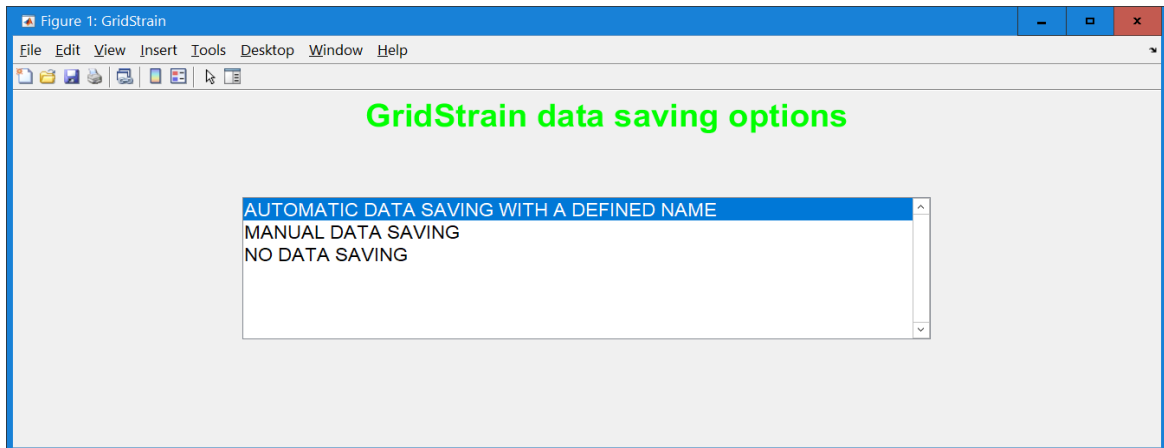 Figure 1: GridStrain
File Edit View Insert Tools Desktop Window Help
GridStrain data saving options
AUTOMATIC DATA SAVING WITH A DEFINED NAME
MANUAL DATA SAVING
NO DATA SAVING